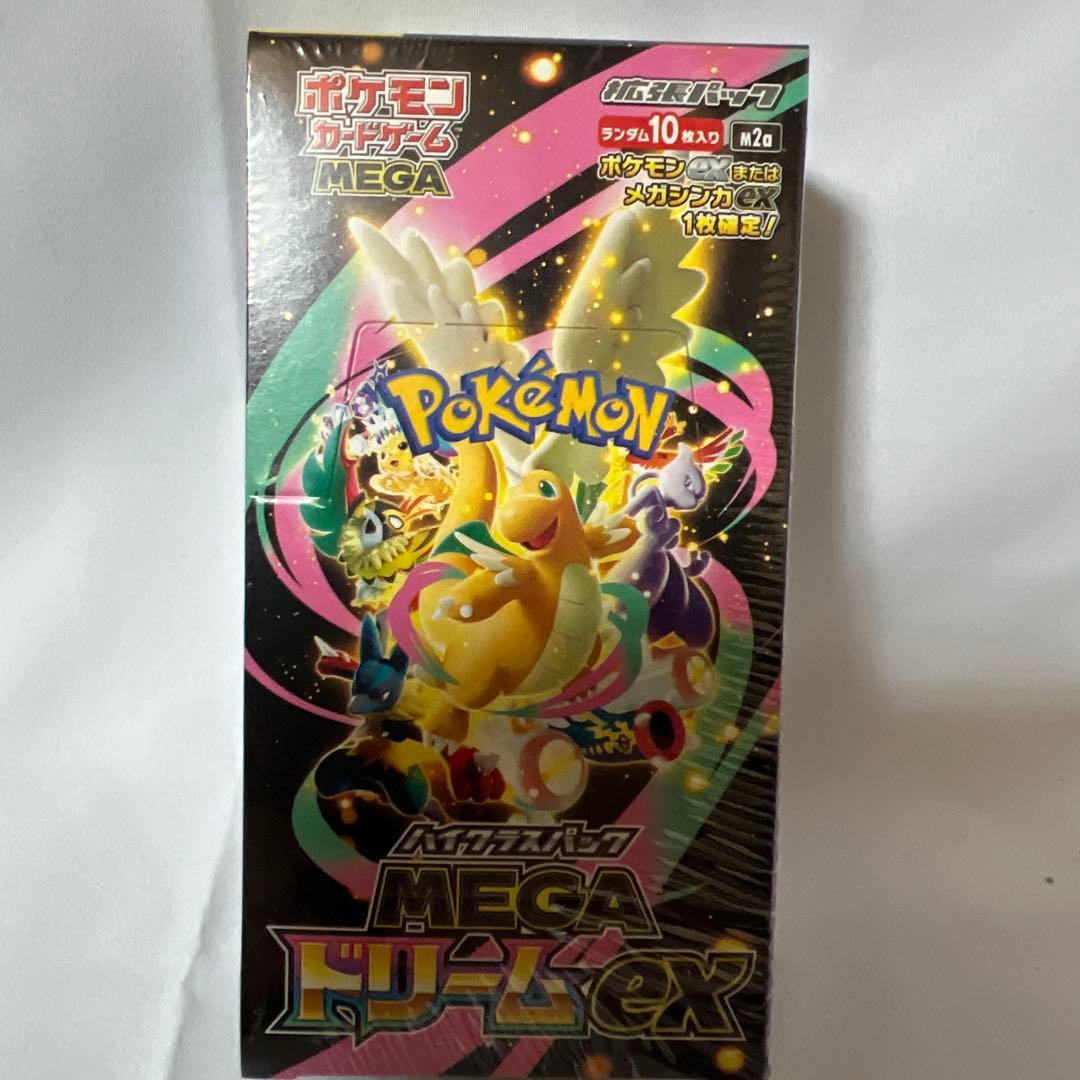 ポケモン
カードゲーム™
MEGA
拡張パック
ランダム10枚入り M2a
ポケモンexまたは
メガシンカex
1枚確定!
POKÉMON
ハイクラスパック
MEGA
ドリームex